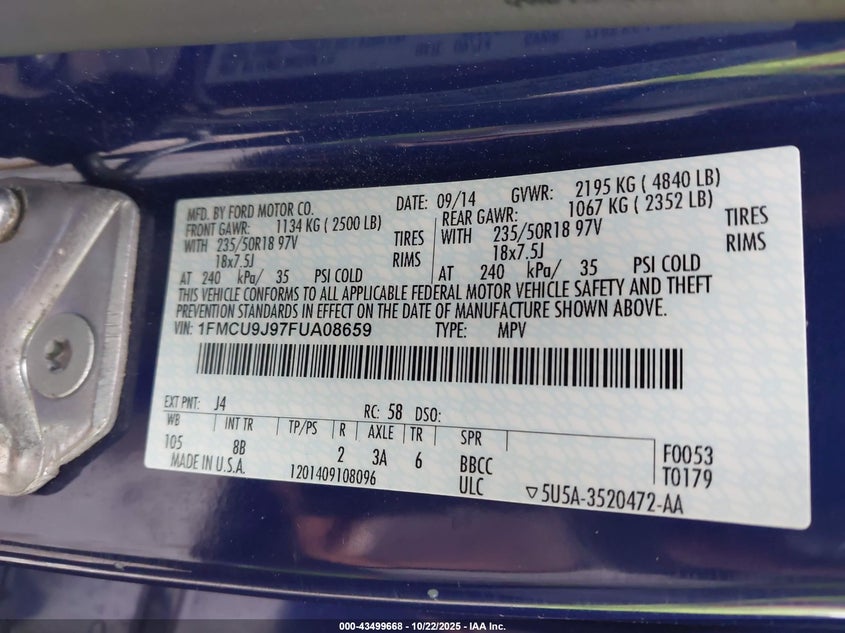 MFD. BY FORD MOTOR CO.
DATE: 09/14 GVWR: 2195 KG ( 4840 LB)
FRONT GAWR: 1134 KG ( 2500 LB)
REAR GAWR: 1067 KG ( 2352 LB)
WITH 235/50R18 97V TIRES
WITH 235/50R18 97V TIRES
18x7.5J RIMS
18x7.5J RIMS
AT 240 kPa/ 35 PSI COLD
AT 240 kPa/ 35 PSI COLD
THIS VEHICLE CONFORMS TO ALL APPLICABLE FEDERAL MOTOR VEHICLE SAFETY AND THEFT
PREVENTION STANDARDS IN EFFECT ON THE DATE OF MANUFACTURE SHOWN ABOVE.
VIN: 1FMCU9J97FUA08659 TYPE: MPV
EXT PNT: J4 RC: 58 DSO:
WB INT TR TP/PS R AXLE TR SPR
105 8B 2 3A 6 BBCC F0053
MADE IN U.S.A. 1201409108096 ULC T0179
5U5A-3520472-AA
000-43499668 - 10/22/2025 - IAA Inc.